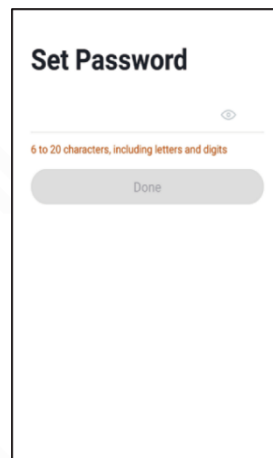 Set Password
6 to 20 characters, including letters and digits
Done